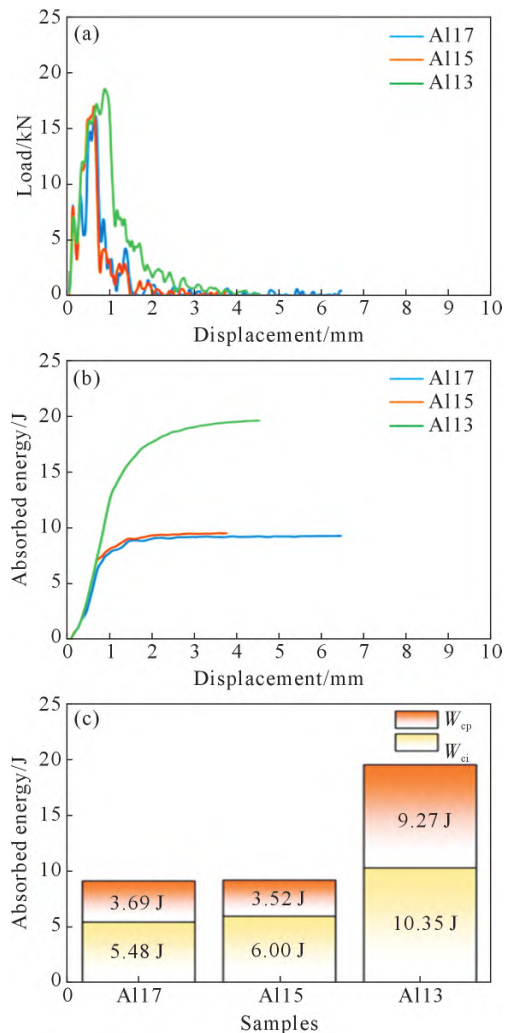 25
(a)
Al17
20
Al15
Al13
15
Load/kN
10
5
0
0 1 2 3 4 5 6 7 8 9 10
Displacement/mm
25
(b)
Al17
20
Al15
Al13
15
Absorbed energy/J
10
5
0
0 1 2 3 4 5 6 7 8 9 10
Displacement/mm
25
(c)
Wcp
Wci
20
9.27 J
15
Absorbed energy/J
10
3.69 J 3.52 J
10.35 J
5
5.48 J 6.00 J
0
0 Al17 Al15 Al13
Samples